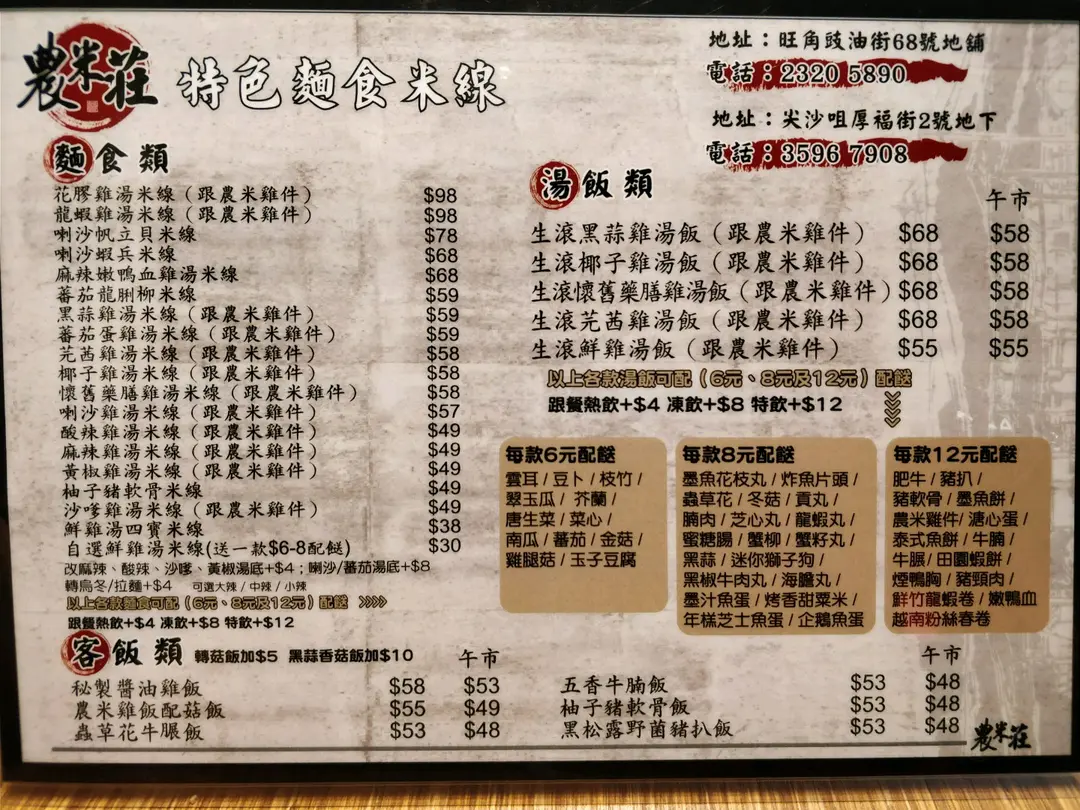 農米莊
特色麵食米線
地址：旺角豉油街68號地舖
電話：2320 5890
地址：尖沙咀厚福街2號地下
電話：3596 7908
麵食類
花膠雞湯米線（跟農米雞件） $98
龍蝦雞湯米線（跟農米雞件） $98
喇沙帆立貝米線 $78
喇沙蝦兵米線 $68
麻辣嫩鴨血雞湯米線 $68
蕃茄龍脷柳米線 $59
黑蒜雞湯米線（跟農米雞件） $59
蕃茄蛋雞湯米線（跟農米雞件） $59
芫茜雞湯米線（跟農米雞件） $58
椰子雞湯米線（跟農米雞件） $58
懷舊藥膳雞湯米線（跟農米雞件） $58
喇沙雞湯米線（跟農米雞件） $57
酸辣雞湯米線（跟農米雞件） $49
麻辣雞湯米線（跟農米雞件） $49
黃椒雞湯米線（跟農米雞件） $49
柚子豬軟骨米線 $49
沙嗲雞湯米線（跟農米雞件） $49
鮮雞湯四寶米線 $38
自選鮮雞湯米線(送一款$6-8配餸) $30
改麻辣、酸辣、沙嗲、黃椒湯底+$4；喇沙/蕃茄湯底+$8
轉烏冬/拉麵+$4 可選大辣/中辣/小辣
以上各款麵食可配（6元、8元及12元）配餸 >>>>
跟餐熱飲+$4 凍飲+$8 特飲+$12
湯飯類
午市
生滾黑蒜雞湯飯（跟農米雞件） $68 $58
生滾椰子雞湯飯（跟農米雞件） $68 $58
生滾懷舊藥膳雞湯飯（跟農米雞件） $68 $58
生滾芫茜雞湯飯（跟農米雞件） $68 $58
生滾鮮雞湯飯（跟農米雞件） $55 $55
以上各款湯飯可配（6元、8元及12元）配餸
跟餐熱飲+$4 凍飲+$8 特飲+$12
每款6元配餸
雲耳/豆卜/枝竹/
翠玉瓜/ 芥蘭/
唐生菜/菜心/
南瓜/蕃茄/金菇/
雞腿菇/玉子豆腐
每款8元配餸
墨魚花枝丸/炸魚片頭/
蟲草花/冬菇/貢丸/
腩肉/芝心丸/龍蝦丸/
蜜糖腸/蟹柳/蟹籽丸/
黑蒜/迷你獅子狗/
黑椒牛肉丸/海膽丸/
墨汁魚蛋/烤香甜粟米/
年糕芝士魚蛋/企鵝魚蛋
每款12元配餸
肥牛/豬扒/
豬軟骨/墨魚餅/
農米雞件/溏心蛋/
泰式魚餅/牛腩/
牛脹/田園蝦餅/
煙鴨胸/豬頸肉/
鮮竹龍蝦卷/嫩鴨血
越南粉絲春卷
客飯類 轉菇飯加$5 黑蒜香菇飯加$10 午市
秘製醬油雞飯 $58 $53
農米雞飯配菇飯 $55 $49
蟲草花牛脹飯 $53 $48
午市
五香牛腩飯 $53 $48
柚子豬軟骨飯 $53 $48
黑松露野菌豬扒飯 $53 $48
農米莊